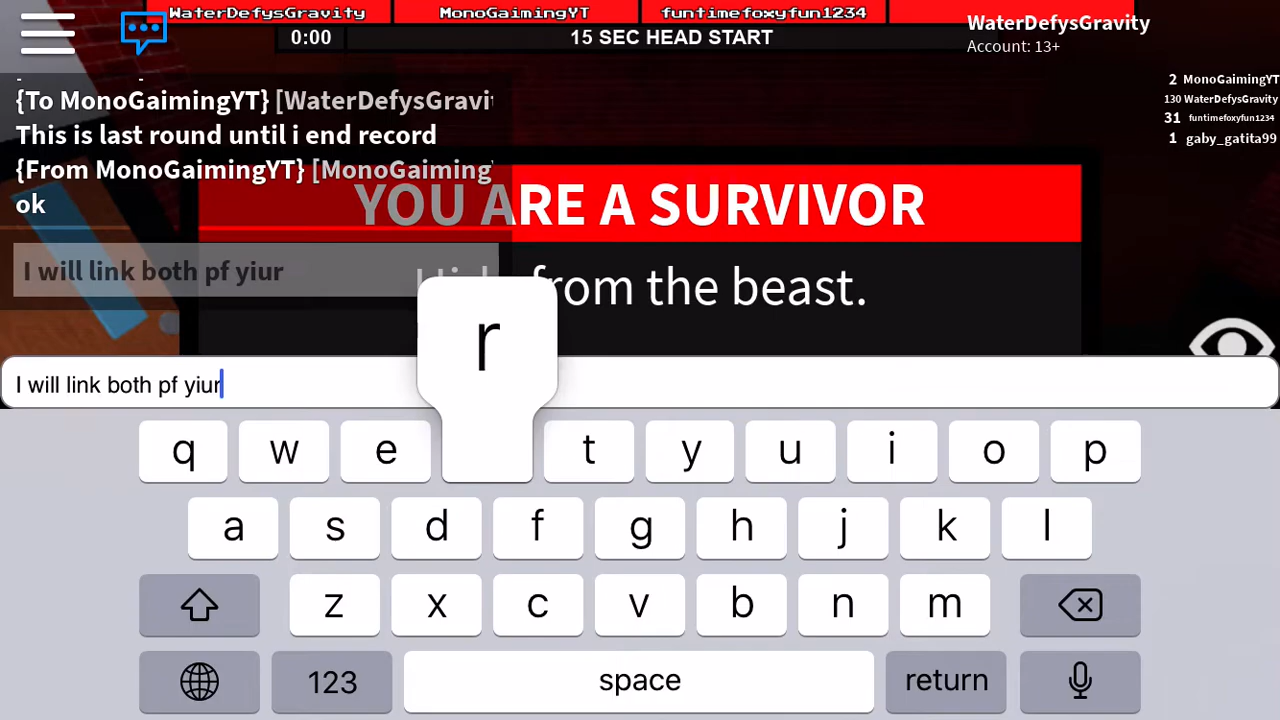 WaterDefysGravity MonoGaimingYT funtimefoxyfun1234
0:00 15 SEC HEAD START
WaterDefysGravity
Account: 13+
2 MonoGaimingYT
130 WaterDefysGravity
31 funtimefoxyfun1234
1 gaby_gatita99
{To MonoGaimingYT} [WaterDefysGravi
This is last round until i end record
{From MonoGaimingYT} [MonoGaiming
ok
YOU ARE A SURVIVOR
from the beast.
I will link both pf yiur
I will link both pf yiur
r
q w e t y u i o p
a s d f g h j k l
z x c v b n m
123 space return